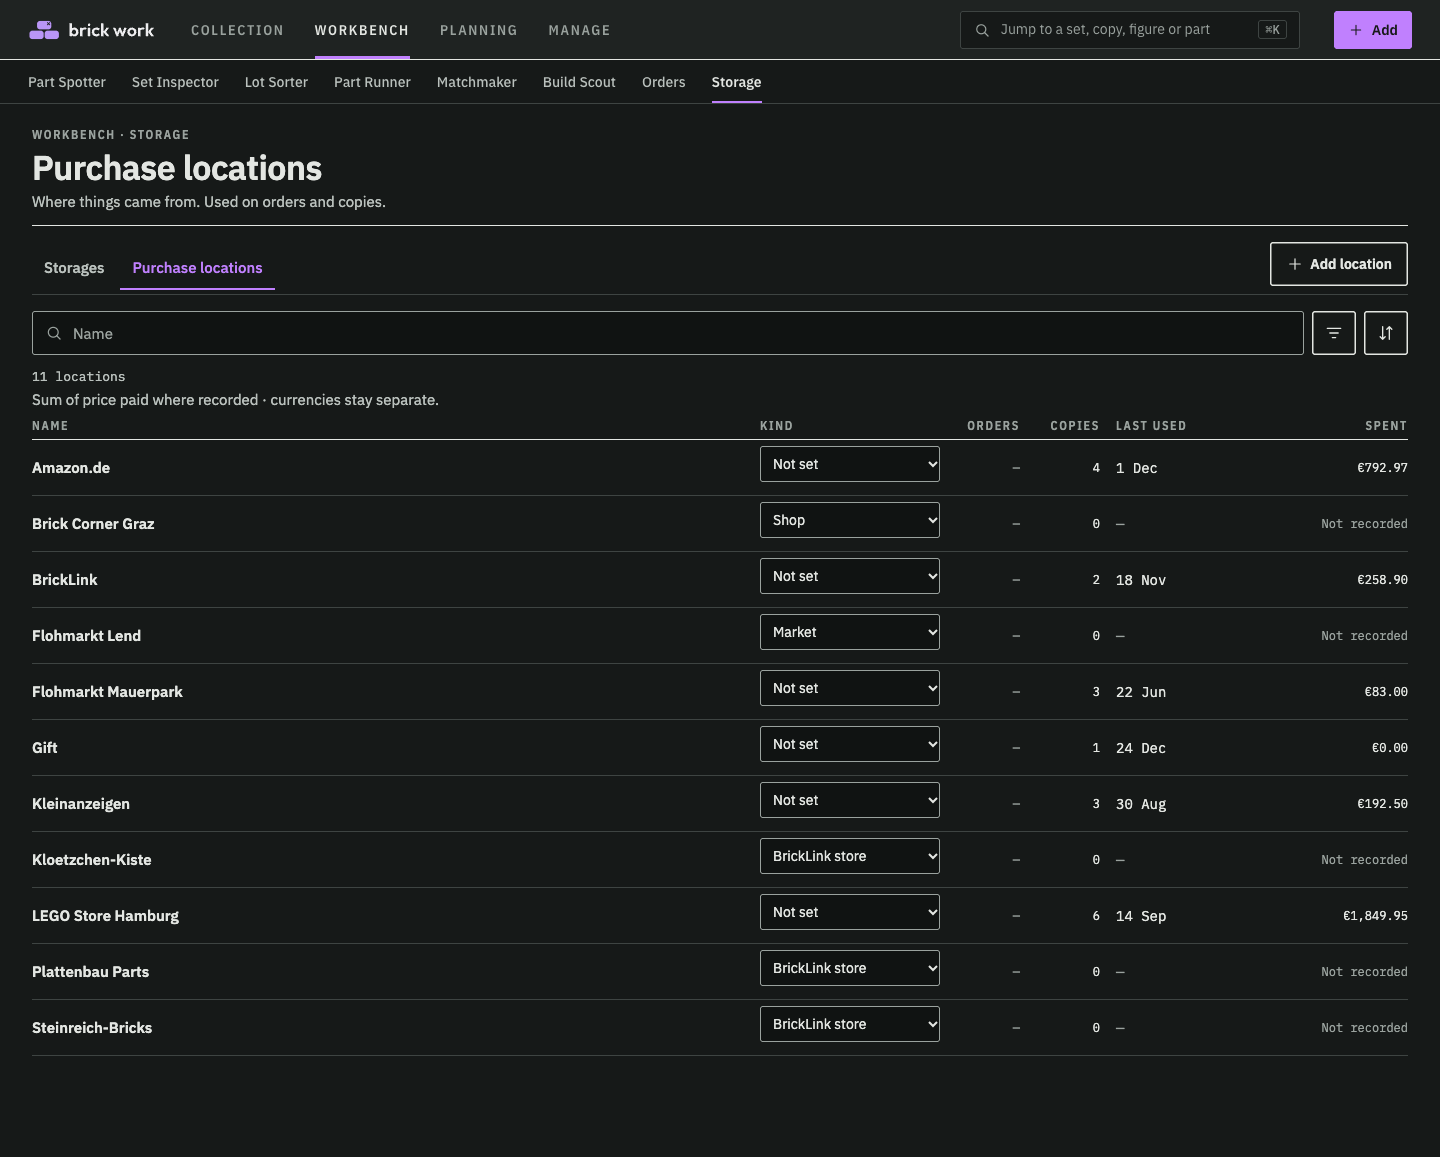 brick work COLLECTION WORKBENCH PLANNING MANAGE Jump to a set, copy, figure or part ⌘K + Add
Part Spotter Set Inspector Lot Sorter Part Runner Matchmaker Build Scout Orders Storage
WORKBENCH · STORAGE
Purchase locations
Where things came from. Used on orders and copies.
Storages Purchase locations + Add location
Name
11 locations
Sum of price paid where recorded · currencies stay separate.
NAME KIND ORDERS COPIES LAST USED SPENT
Amazon.de Not set — 4 1 Dec €792.97
Brick Corner Graz Shop — 0 — Not recorded
BrickLink Not set — 2 18 Nov €258.90
Flohmarkt Lend Market — 0 — Not recorded
Flohmarkt Mauerpark Not set — 3 22 Jun €83.00
Gift Not set — 1 24 Dec €0.00
Kleinanzeigen Not set — 3 30 Aug €192.50
Kloetzchen-Kiste BrickLink store — 0 — Not recorded
LEGO Store Hamburg Not set — 6 14 Sep €1,849.95
Plattenbau Parts BrickLink store — 0 — Not recorded
Steinreich-Bricks BrickLink store — 0 — Not recorded